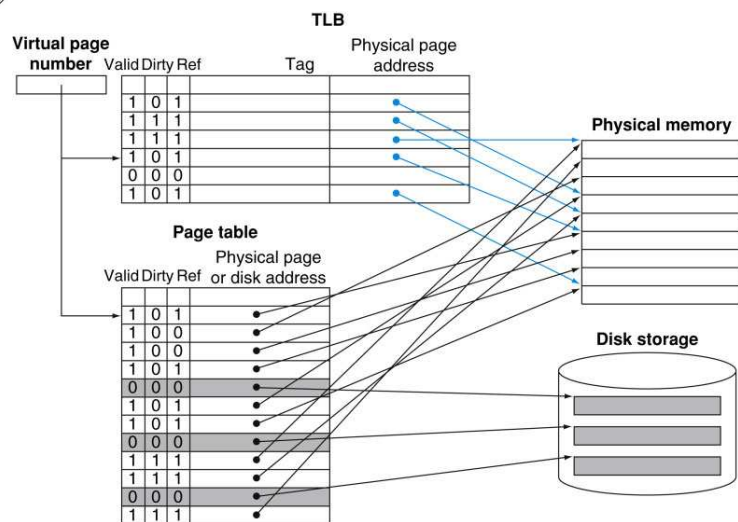 TLB
Virtual page
number
Valid Dirty Ref
Tag
Physical page
address
1 0 1
1 1 1
1 1 1
1 0 1
0 0 0
1 0 1
Physical memory
Page table
Physical page
Valid Dirty Ref or disk address
1 0 1
1 0 0
1 0 0
1 0 1
0 0 0
1 0 1
1 0 1
0 0 0
1 1 1
1 1 1
0 0 0
1 1 1
Disk storage